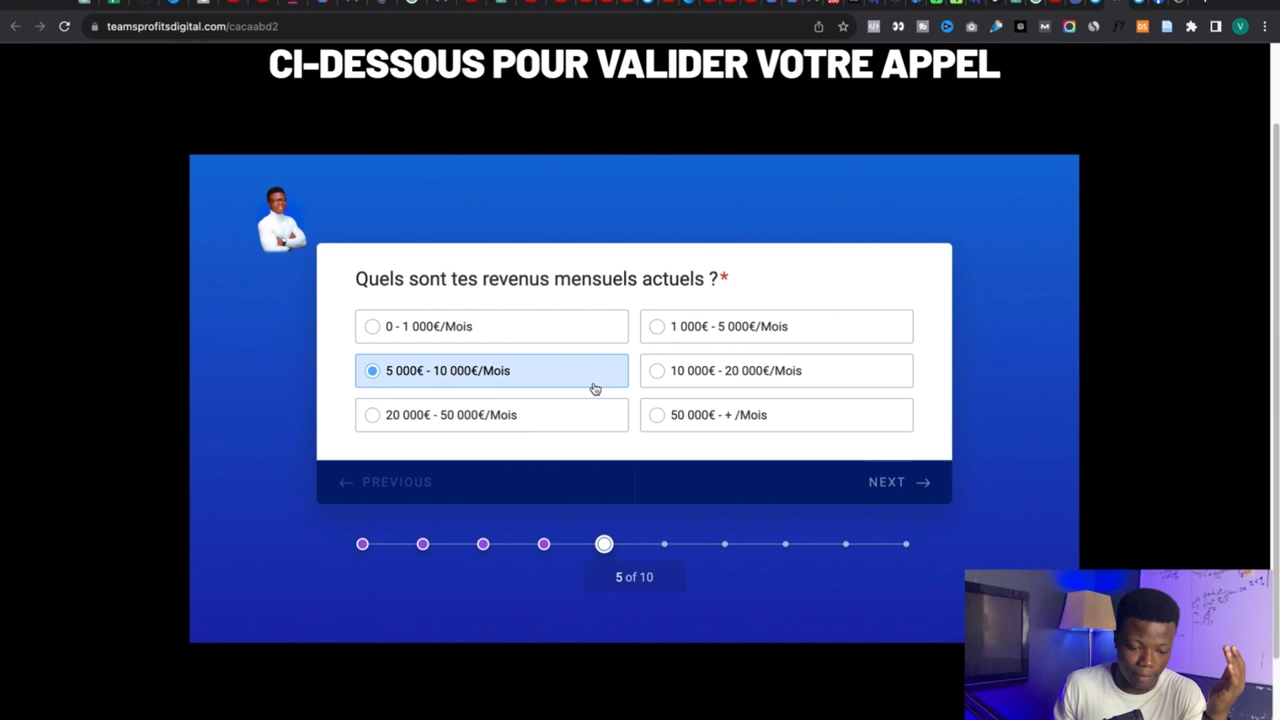 teamsprofitsdigital.com/cacaabd2
CI-DESSOUS POUR VALIDER VOTRE APPEL
Quels sont tes revenus mensuels actuels ?*
0 - 1 000€/Mois
1 000€ - 5 000€/Mois
5 000€ - 10 000€/Mois
10 000€ - 20 000€/Mois
20 000€ - 50 000€/Mois
50 000€ - + /Mois
← PREVIOUS
NEXT →
5 of 10